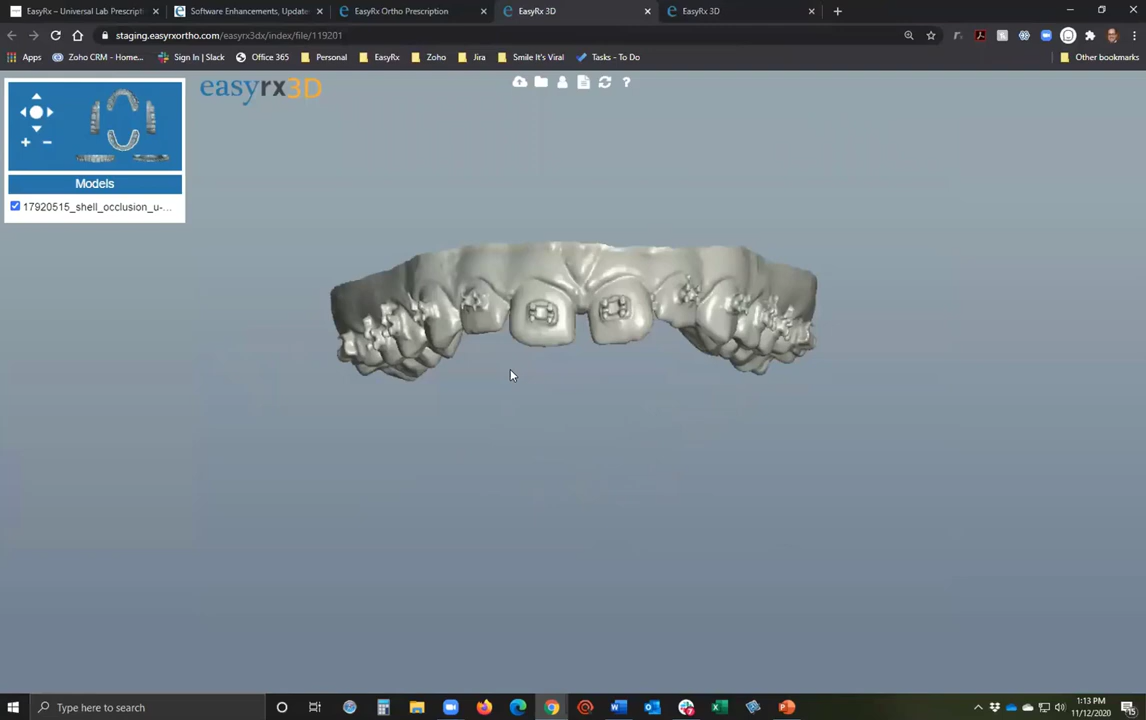 EasyRx – Universal Lab Prescripti
Software Enhancements, Update
EasyRx Ortho Prescription
EasyRx 3D
EasyRx 3D
staging.easyrxortho.com/easyrx3dx/index/file/119201
Apps
Zoho CRM - Home...
Sign In | Slack
Office 365
Personal
EasyRx
Zoho
Jira
Smile It's Viral
Tasks - To Do
Other bookmarks
easyrx3D
Models
17920515_shell_occlusion_u-...
Type here to search
1:13 PM
11/12/2020